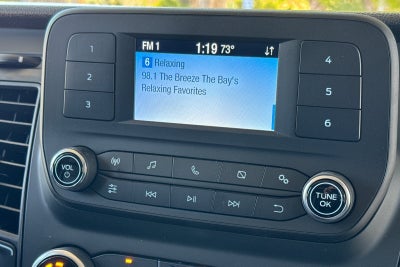 FM 1 1:19 73°
6 Relaxing
98.1 The Breeze The Bay's
Relaxing Favorites
1
2
3
4
5
6
VOL
TUNE
OK